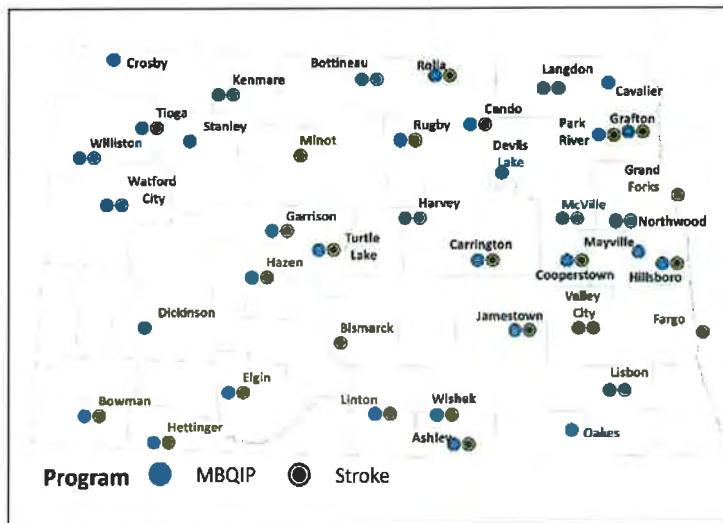 Crosby
Kenmare
Bottineau
Rolla
Langdon
Cavalier
Tioga
Stanley
Williston
Minot
Rugby
Cando
Devils
Lake
Park
River
Grafton
Grand
Forks
Watford
City
Garrison
Harvey
McVille
Northwood
Turtle
Lake
Hazen
Carrington
Cooperstown
Mayville
Hillsboro
Dickinson
Bismarck
Jamestown
Valley
City
Fargo
Elgin
Lisbon
Bowman
Hettinger
Linton
Wishek
Ashley
Oakes
Program MBQIP Stroke